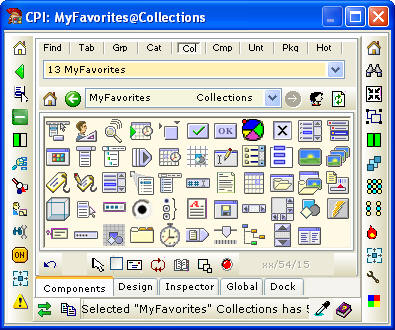 CPI: MyFavorites@Collections
Find Tab Grp Cat Col Cmp Unt Pkg Hot
13 MyFavorites
MyFavorites Collections
OK
X
ON
xx/54/15
Components Design Inspector Global Dock
Selected "MyFavorites" Collections has